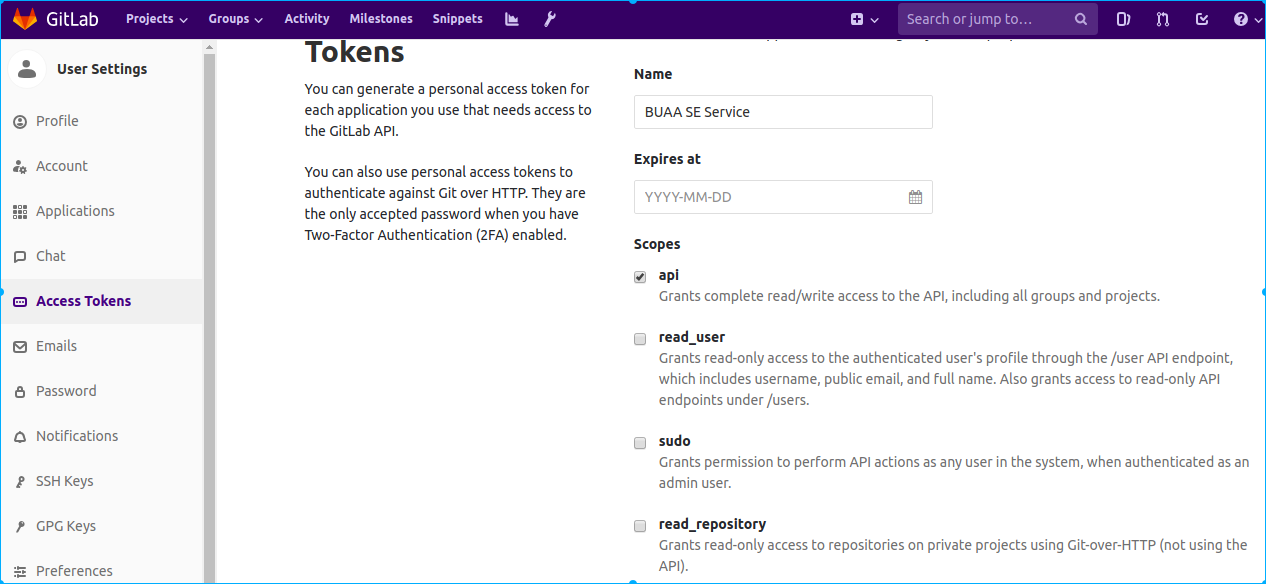 GitLab Projects Groups Activity Milestones Snippets Search or jump to...
User Settings
Profile
Account
Applications
Chat
Access Tokens
Emails
Password
Notifications
SSH Keys
GPG Keys
Preferences
Tokens
You can generate a personal access token for
each application you use that needs access to
the GitLab API.
You can also use personal access tokens to
authenticate against Git over HTTP. They are
the only accepted password when you have
Two-Factor Authentication (2FA) enabled.
Name
BUAA SE Service
Expires at
YYYY-MM-DD
Scopes
api
Grants complete read/write access to the API, including all groups and projects.
read_user
Grants read-only access to the authenticated user's profile through the /user API endpoint,
which includes username, public email, and full name. Also grants access to read-only API
endpoints under /users.
sudo
Grants permission to perform API actions as any user in the system, when authenticated as an
admin user.
read_repository
Grants read-only access to repositories on private projects using Git-over-HTTP (not using the
API).